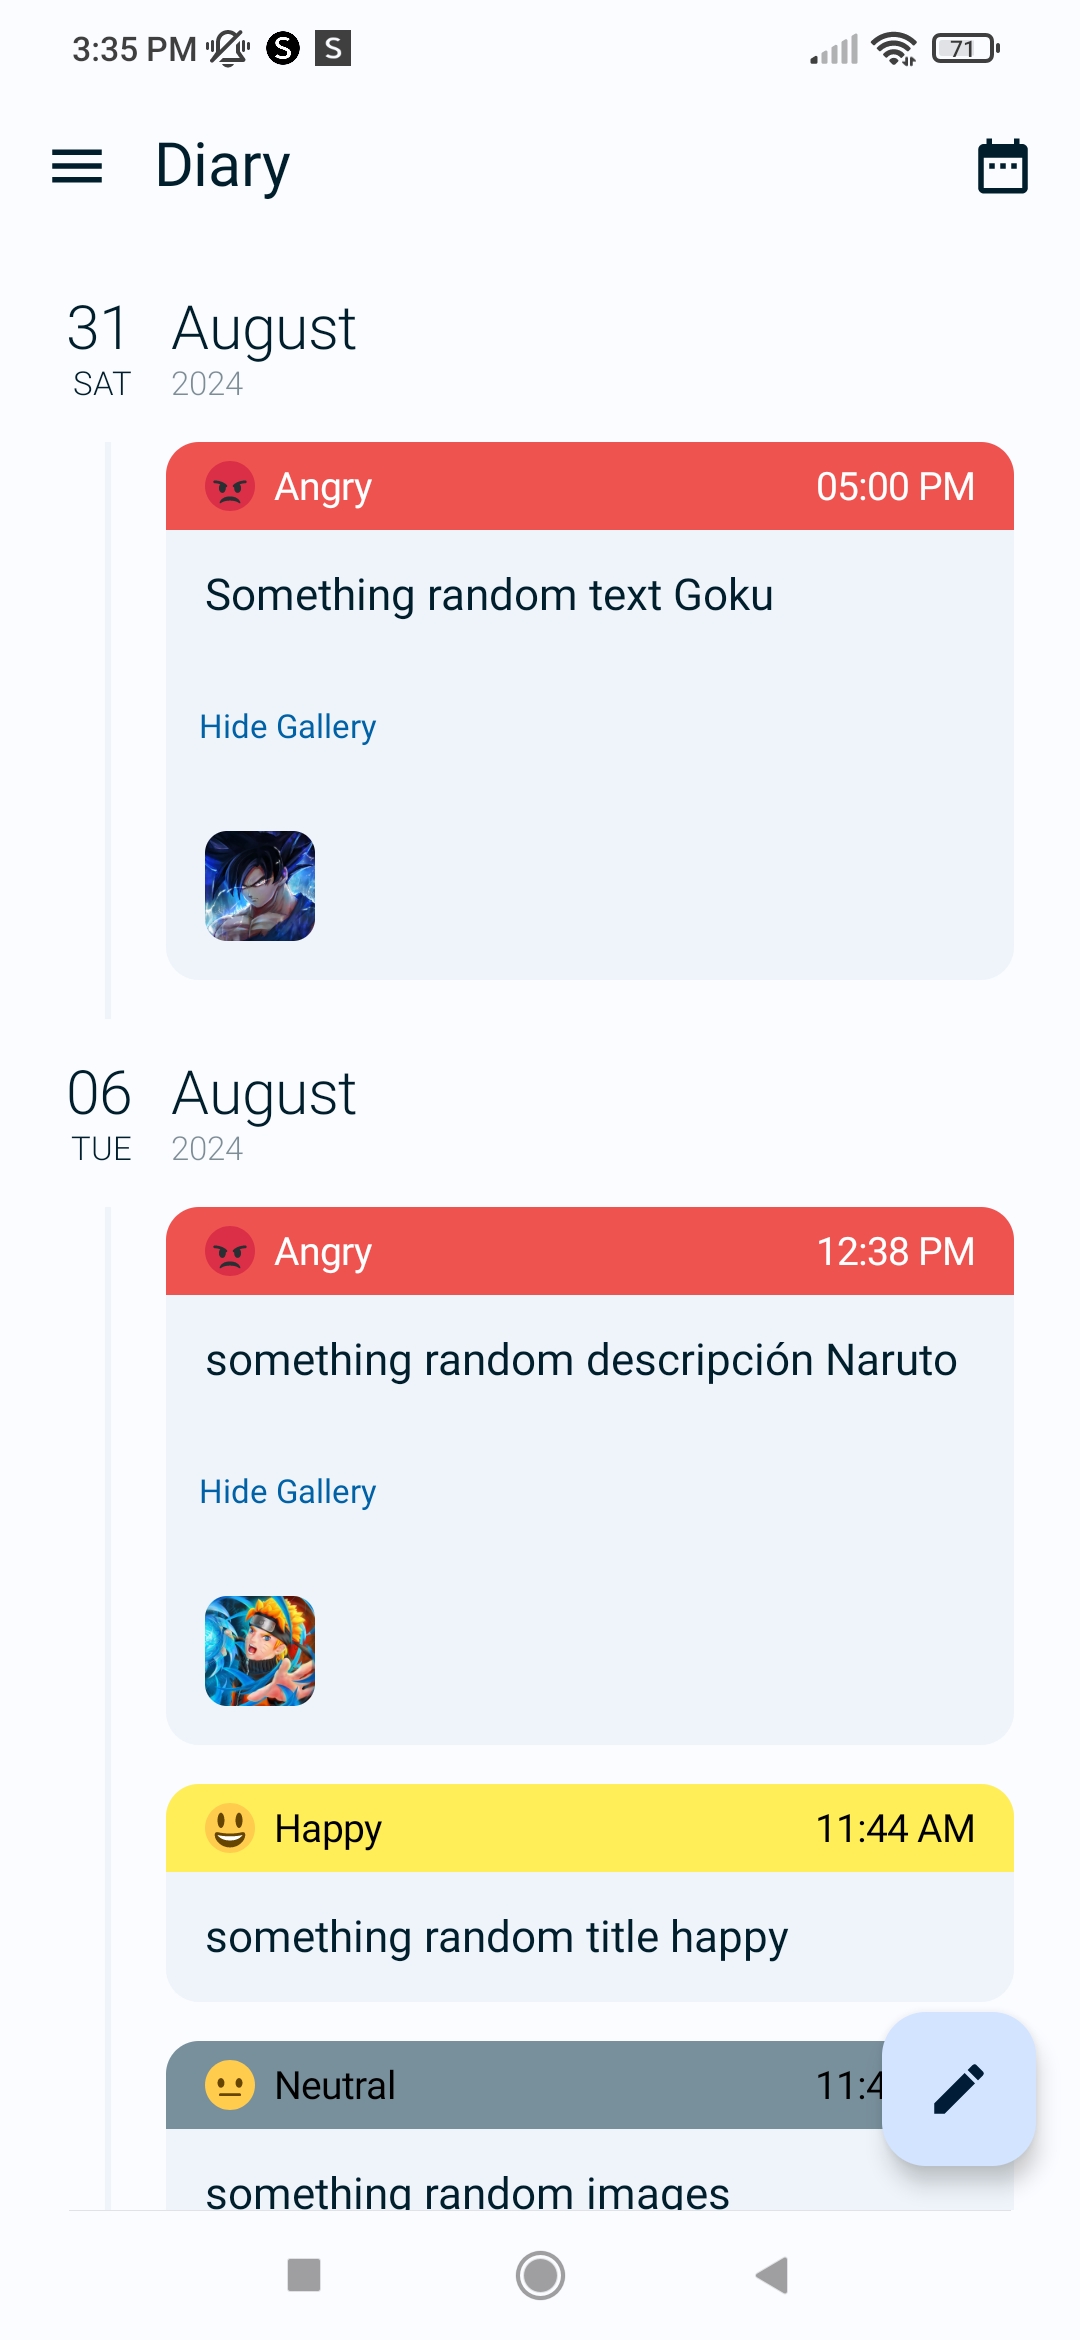 3:35 PM S S 71
Diary
31 August
SAT 2024
Angry 05:00 PM
Something random text Goku
Hide Gallery
06 August
TUE 2024
Angry 12:38 PM
something random descripción Naruto
Hide Gallery
Happy 11:44 AM
something random title happy
Neutral 11:4
something random images